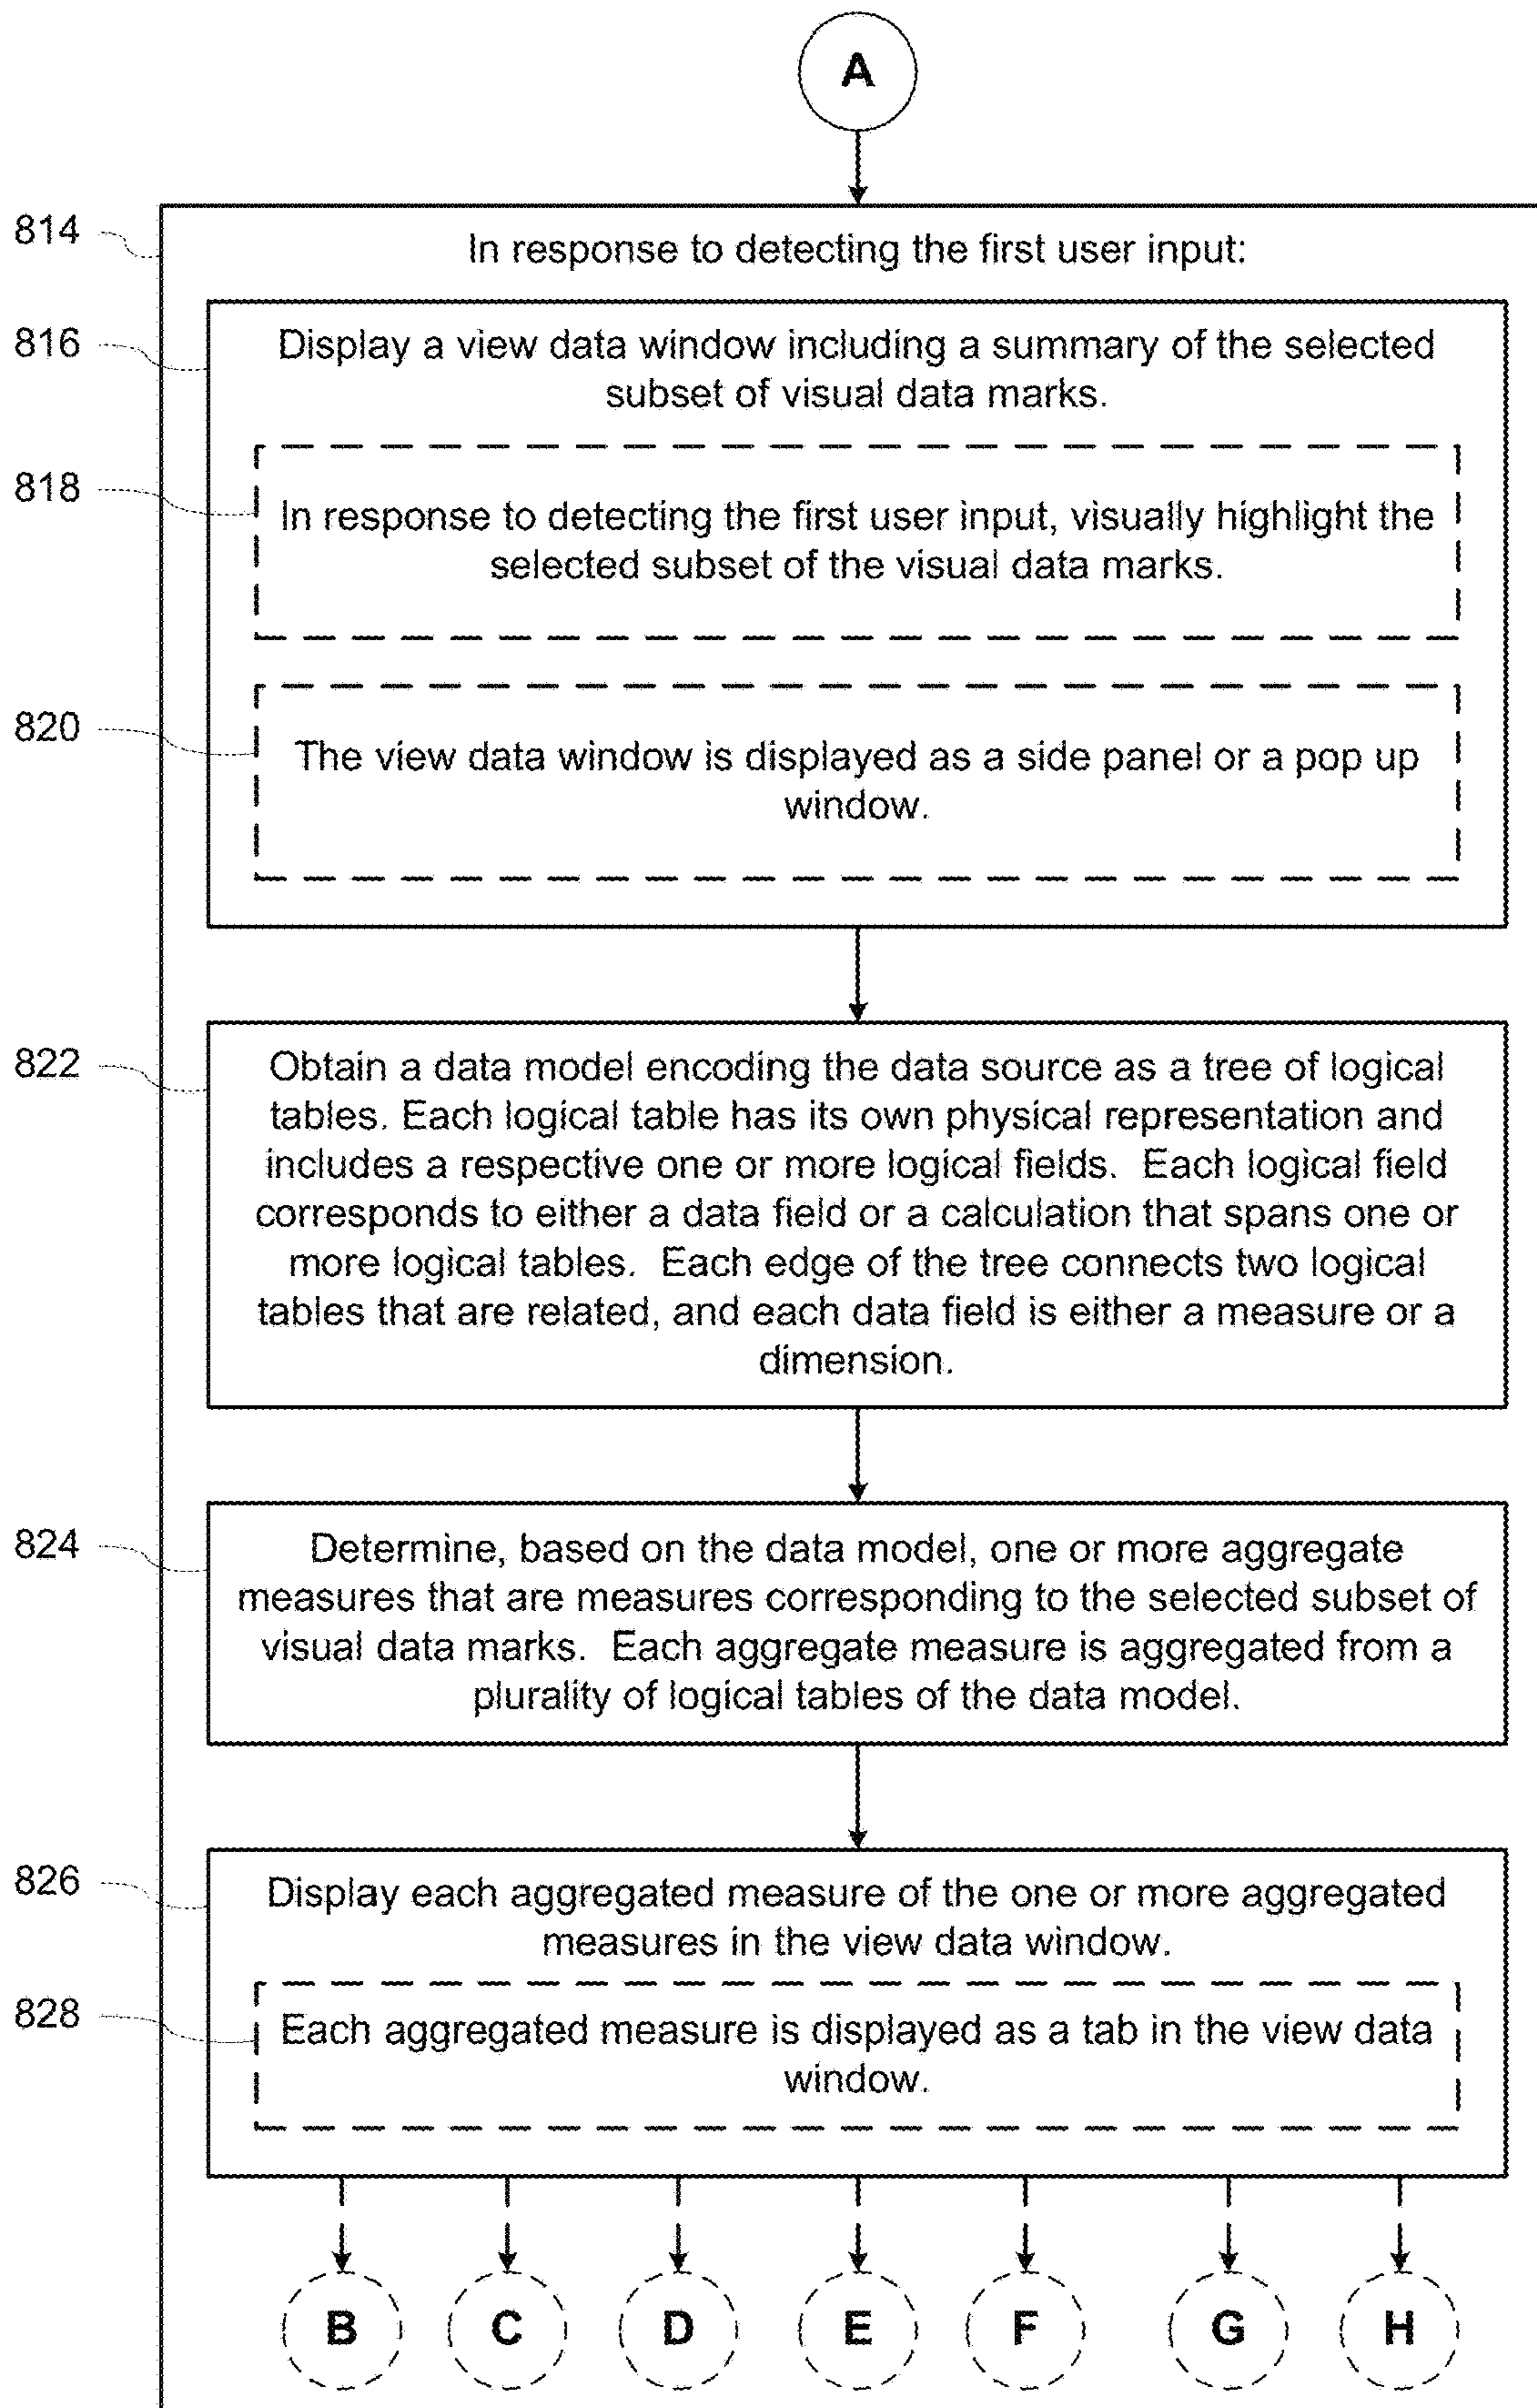 A
814
In response to detecting the first user input:
816
Display a view data window including a summary of the selected
subset of visual data marks.
818
In response to detecting the first user input, visually highlight the
selected subset of the visual data marks.
820
The view data window is displayed as a side panel or a pop up
window.
822
Obtain a data model encoding the data source as a tree of logical
tables. Each logical table has its own physical representation and
includes a respective one or more logical fields. Each logical field
corresponds to either a data field or a calculation that spans one or
more logical tables. Each edge of the tree connects two logical
tables that are related, and each data field is either a measure or a
dimension.
824
Determine, based on the data model, one or more aggregate
measures that are measures corresponding to the selected subset of
visual data marks. Each aggregate measure is aggregated from a
plurality of logical tables of the data model.
826
Display each aggregated measure of the one or more aggregated
measures in the view data window.
828
Each aggregated measure is displayed as a tab in the view data
window.
B C D E F G H